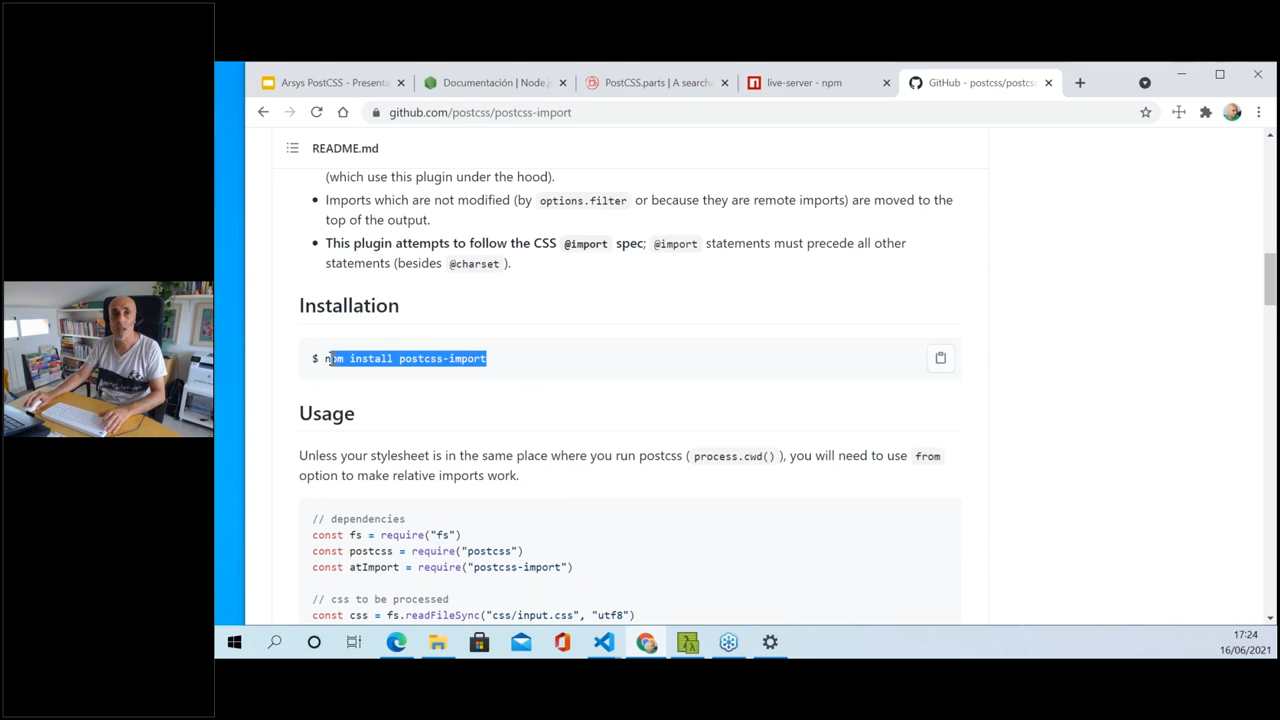 Arsys PostCSS - Presenta
Documentación | Node.js
PostCSS.parts | A search
live-server - npm
GitHub - postcss/postcss
github.com/postcss/postcss-import
README.md
(which use this plugin under the hood).
Imports which are not modified (by options.filter or because they are remote imports) are moved to the
top of the output.
This plugin attempts to follow the CSS @import spec; @import statements must precede all other
statements (besides @charset ).
Installation
$ npm install postcss-import
Usage
Unless your stylesheet is in the same place where you run postcss ( process.cwd() ), you will need to use from
option to make relative imports work.
// dependencies
const fs = require("fs")
const postcss = require("postcss")
const atImport = require("postcss-import")
// css to be processed
const css = fs.readFileSync("css/input.css", "utf8")
17:24
16/06/2021